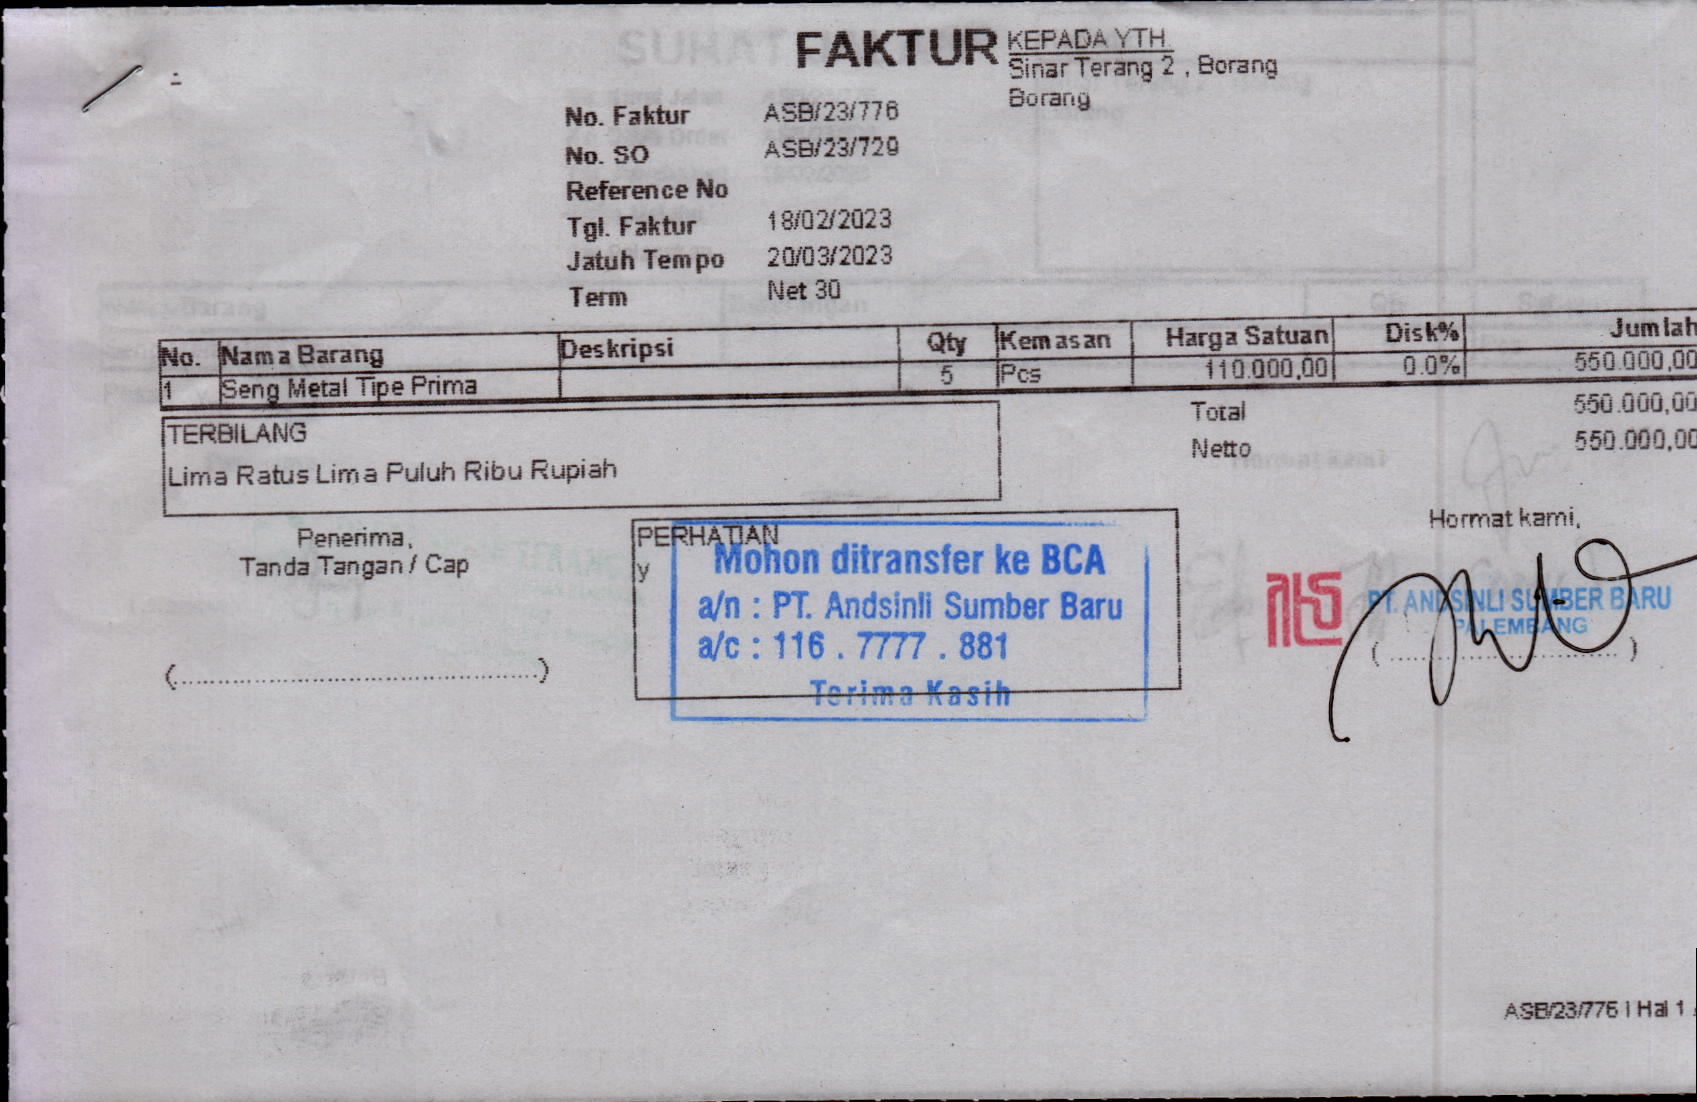 FAKTUR
KEPADA YTH.
Sinar Terang 2 , Borang
Borang
No. Faktur ASB/23/776
No. SO ASB/23/729
Reference No
Tgl. Faktur 18/02/2023
Jatuh Tempo 20/03/2023
Term Net 30
No. Nama Barang Deskripsi Qty Kemasan Harga Satuan Disk% Jumlah
1 Seng Metal Tipe Prima 5 Pcs 110.000,00 0.0% 550.000,00
Total 550.000,00
Netto 550.000,00
TERBILANG
Lima Ratus Lima Puluh Ribu Rupiah
Penerima,
Tanda Tangan / Cap
(..........................................)
PERHATIAN
y
Mohon ditransfer ke BCA
a/n : PT. Andsinli Sumber Baru
a/c : 116 . 7777 . 881
Terima Kasih
Hormat kami,
PT. ANDSINLI SUMBER BARU
PALEMBANG
( .................................. )
ASB/23/776 | Hal 1